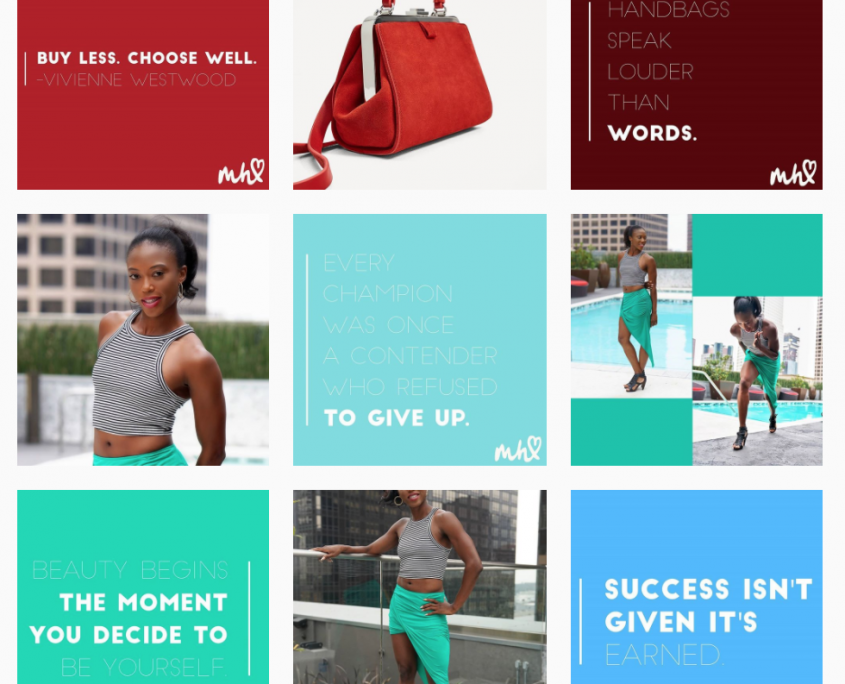 BUY LESS. CHOOSE WELL.
-VIVIENNE WESTWOOD
mh
HANDBAGS
SPEAK
LOUDER
THAN
WORDS.
mh
EVERY
CHAMPION
WAS ONCE
A CONTENDER
WHO REFUSED
TO GIVE UP.
mh
BEAUTY BEGINS
THE MOMENT
YOU DECIDE TO
BE YOURSELF.
SUCCESS ISN'T
GIVEN IT'S
EARNED.